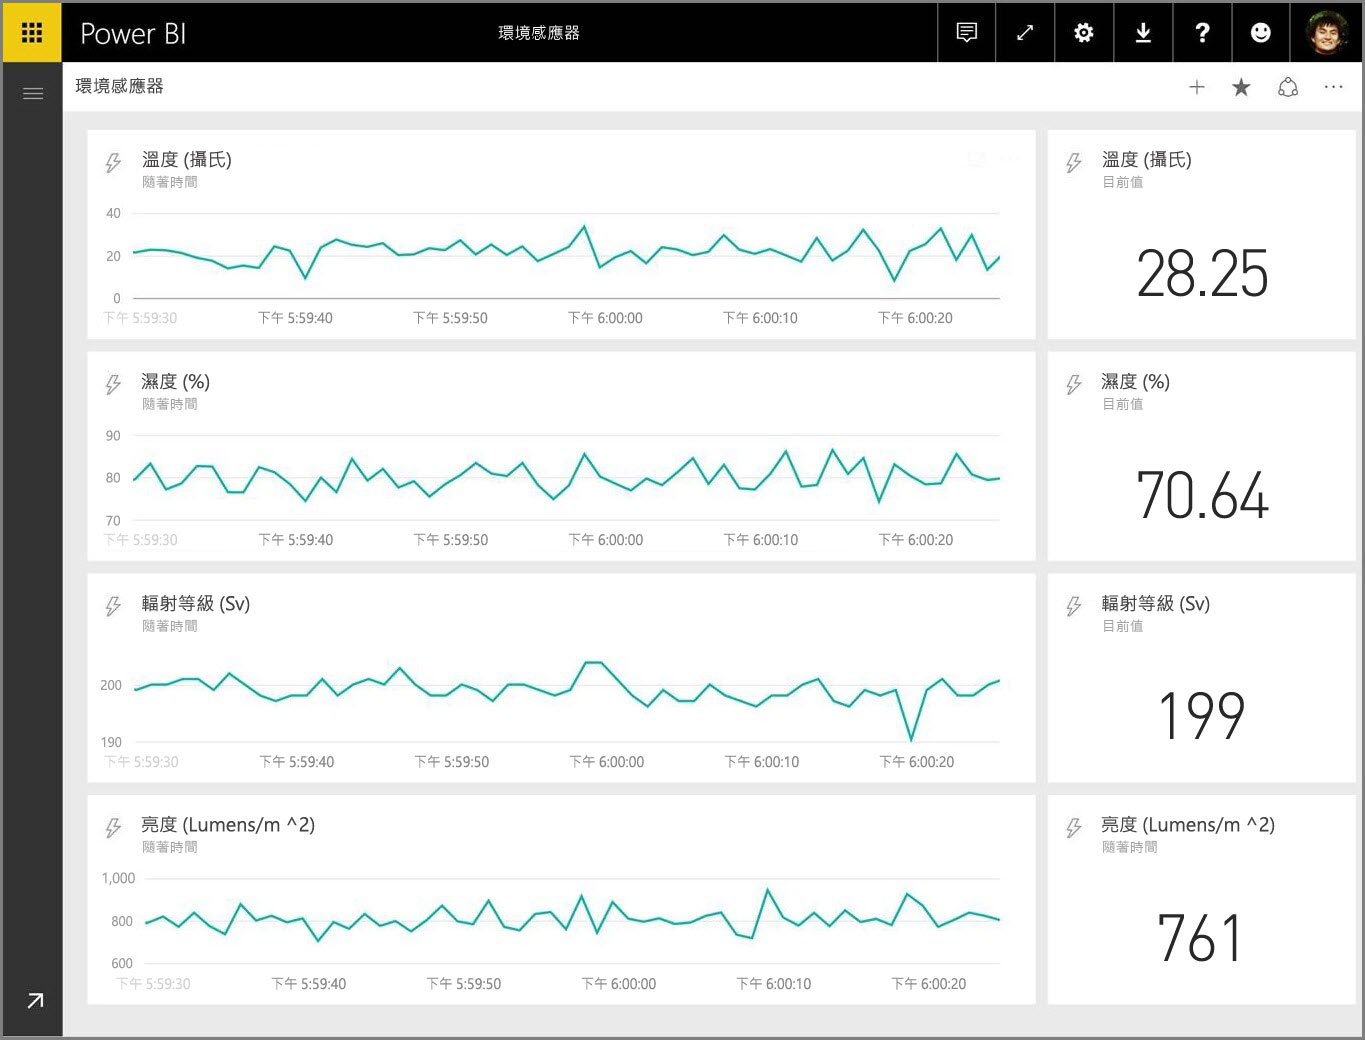 Power BI
環境感應器
環境感應器
溫度 (攝氏)
隨著時間
40
20
0
下午 5:59:30 下午 5:59:40 下午 5:59:50 下午 6:00:00 下午 6:00:10 下午 6:00:20
溫度 (攝氏)
目前值
28.25
濕度 (%)
隨著時間
90
80
70
下午 5:59:30 下午 5:59:40 下午 5:59:50 下午 6:00:00 下午 6:00:10 下午 6:00:20
濕度 (%)
目前值
70.64
輻射等級 (Sv)
隨著時間
200
190
下午 5:59:30 下午 5:59:40 下午 5:59:50 下午 6:00:00 下午 6:00:10 下午 6:00:20
輻射等級 (Sv)
目前值
199
亮度 (Lumens/m ^2)
隨著時間
1,000
800
600
下午 5:59:30 下午 5:59:40 下午 5:59:50 下午 6:00:00 下午 6:00:10 下午 6:00:20
亮度 (Lumens/m ^2)
隨著時間
761